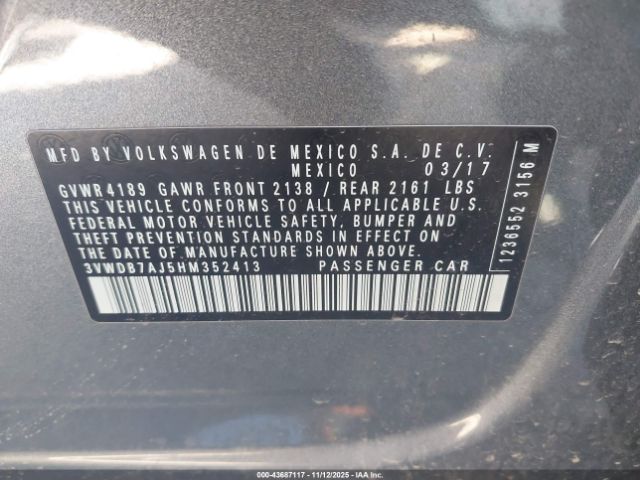 MFD BY VOLKSWAGEN DE MEXICO S.A. DE C.V.
MEXICO 03/17
GVWR4189 GAWR FRONT 2138 / REAR 2161 LBS
THIS VEHICLE CONFORMS TO ALL APPLICABLE U.S.
FEDERAL MOTOR VEHICLE SAFETY, BUMPER AND
THEFT PREVENTION STANDARDS IN EFFECT ON
THE DATE OF MANUFACTURE SHOWN ABOVE.
3VWDB7AJ5HM352413 PASSENGER CAR
1236552 3156 M
000-43687117 - 11/12/2025 - IAAI.COM